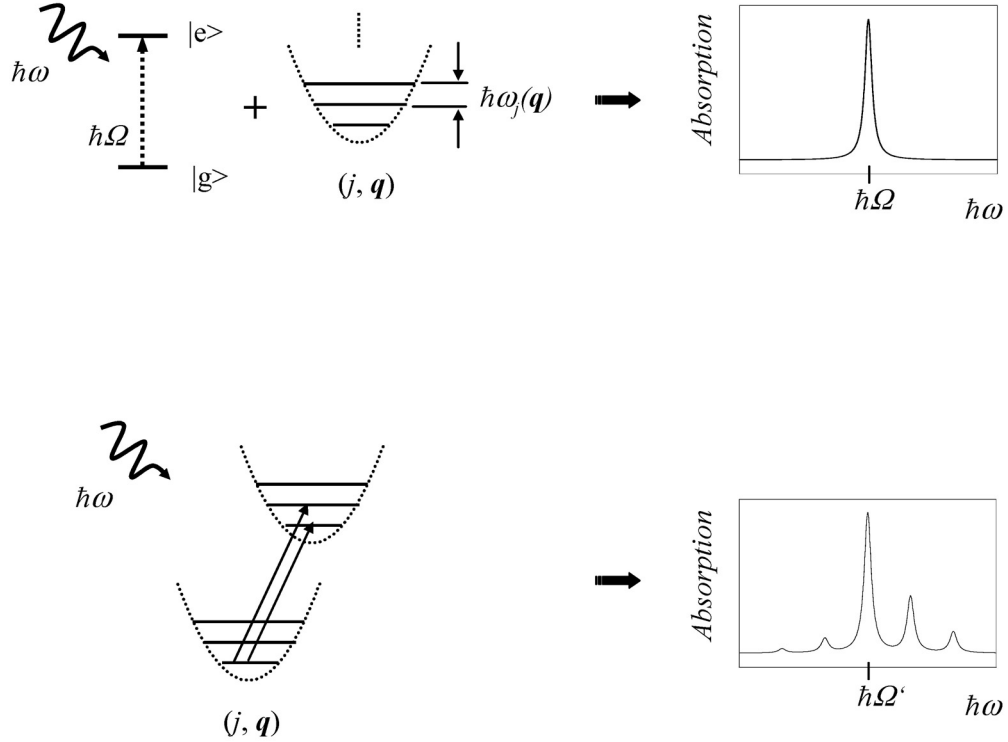 |e>
ħω
ħΩ
|g>
+
ħω_j(q)
(j, q)
Absorption
ħΩ
ħω
ħω
(j, q)
Absorption
ħΩ‘
ħω